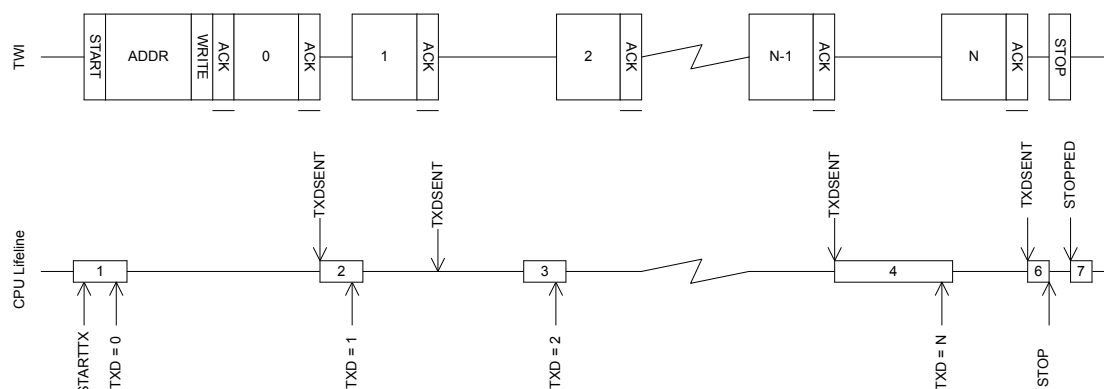 TWI
START
ADDR
WRITE
ACK
0
ACK
1
ACK
2
ACK
N-1
ACK
N
ACK
STOP
CPU Lifeline
TXDSENT
TXDSENT
TXDSENT
TXDSENT
STOPPED
1
2
3
4
6
7
STARTTX
TXD = 0
TXD = 1
TXD = 2
TXD = N
STOP